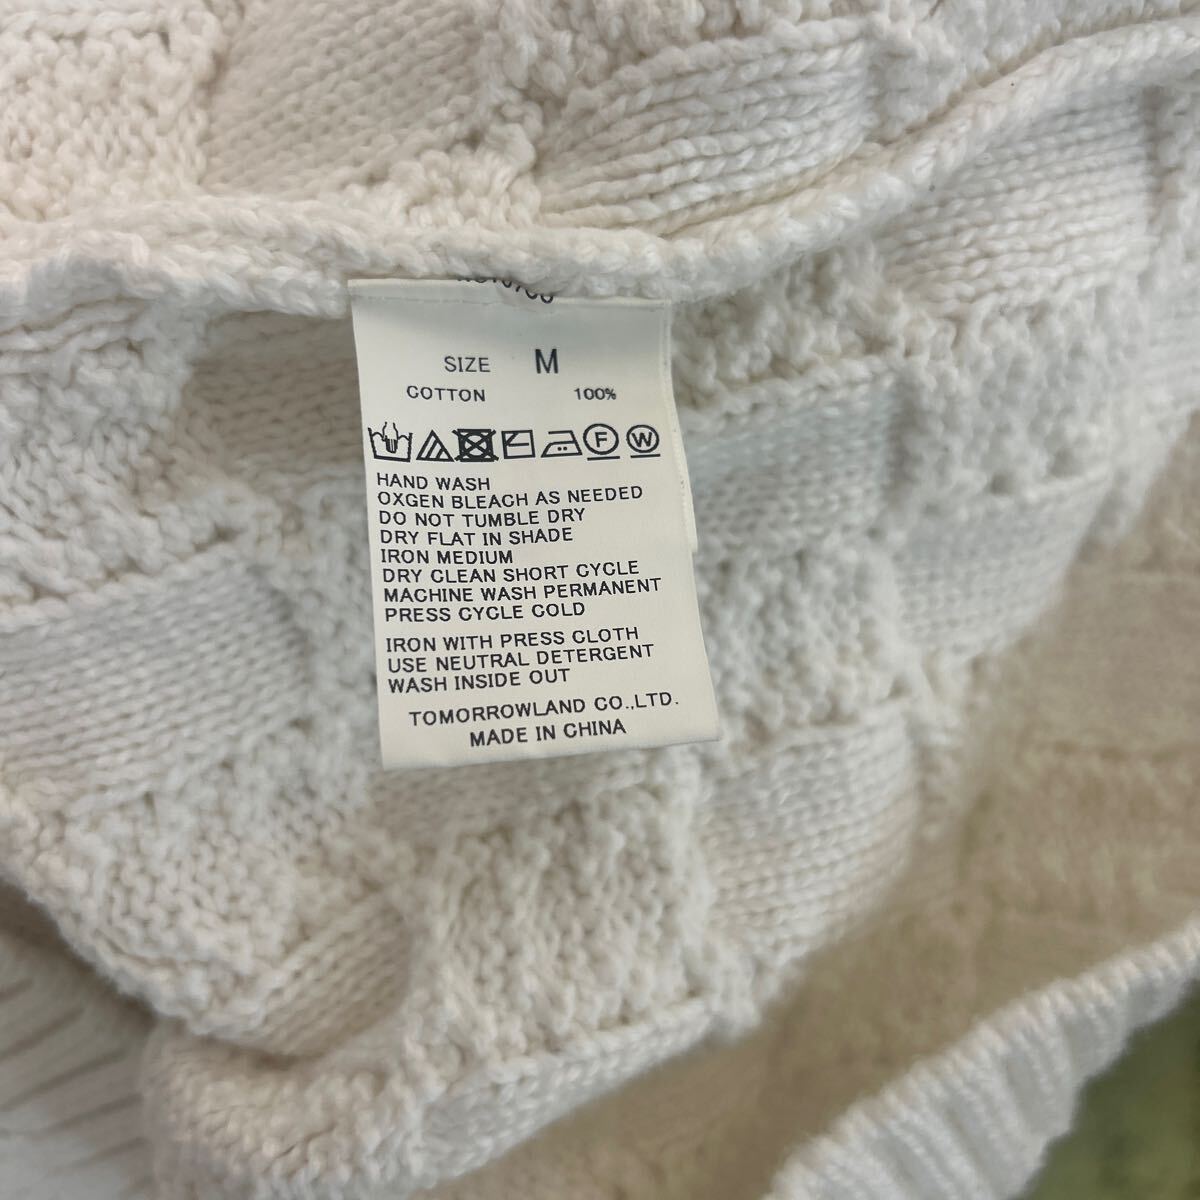 SIZE M
COTTON 100%
F W
HAND WASH
OXGEN BLEACH AS NEEDED
DO NOT TUMBLE DRY
DRY FLAT IN SHADE
IRON MEDIUM
DRY CLEAN SHORT CYCLE
MACHINE WASH PERMANENT
PRESS CYCLE COLD
IRON WITH PRESS CLOTH
USE NEUTRAL DETERGENT
WASH INSIDE OUT
TOMORROWLAND CO.,LTD.
MADE IN CHINA